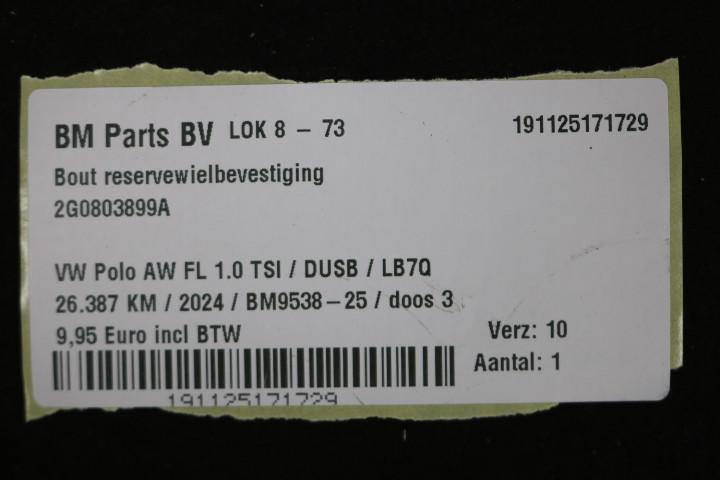 BM Parts BV LOK 8 – 73
191125171729
Bout reservewielbevestiging
2G0803899A
VW Polo AW FL 1.0 TSI / DUSB / LB7Q
26.387 KM / 2024 / BM9538–25 / doos 3
9,95 Euro incl BTW
Verz: 10
Aantal: 1
191125171729